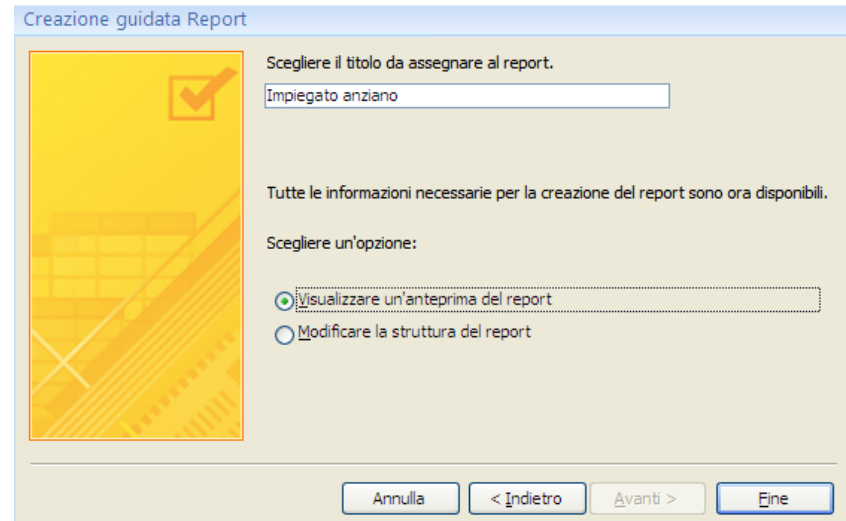 Creazione guidata Report
Scegliere il titolo da assegnare al report.
Impiegato anziano
Tutte le informazioni necessarie per la creazione del report sono ora disponibili.
Scegliere un'opzione:
Visualizzare un'anteprima del report
Modificare la struttura del report
Annulla < Indietro Avanti > Fine